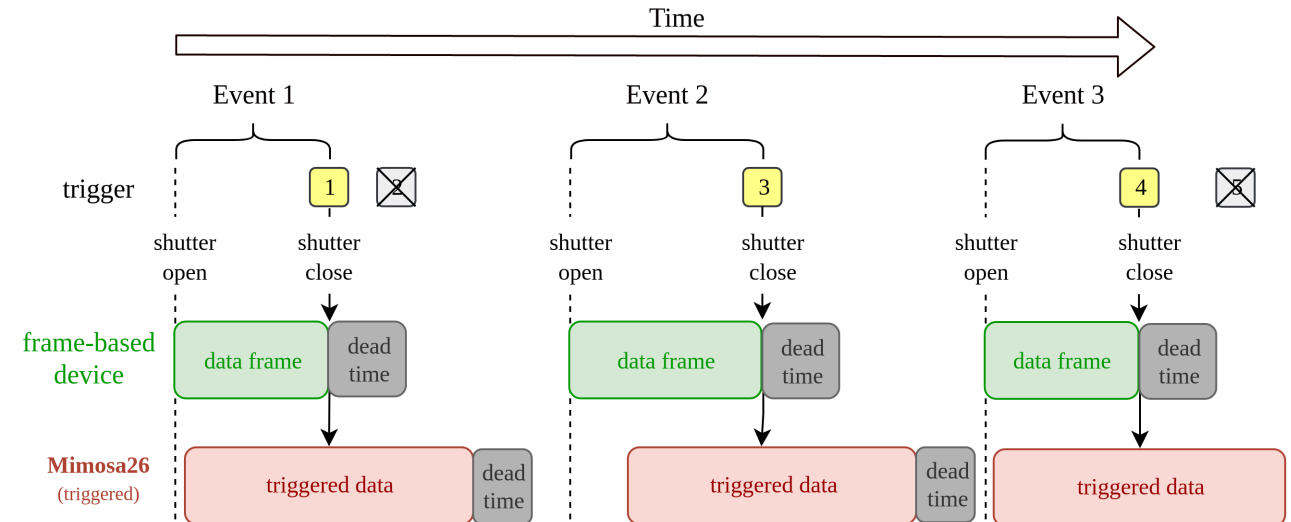 Time
Event 1
Event 2
Event 3
trigger
1
2
3
4
5
shutter
open
shutter
close
shutter
open
shutter
close
shutter
open
shutter
close
frame-based
device
data frame
dead
time
data frame
dead
time
data frame
dead
time
Mimosa26
(triggered)
triggered data
dead
time
triggered data
dead
time
triggered data